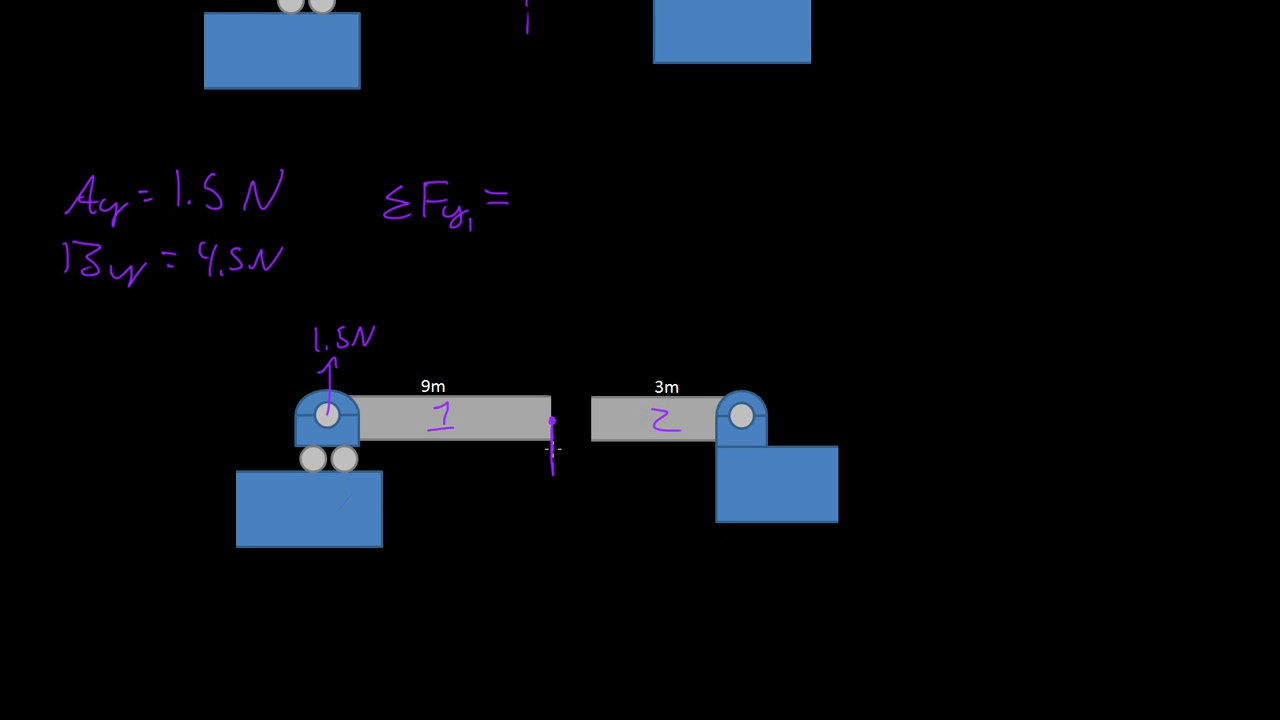 Ay = 1.5 N
ΣFy₁ =
By = 4.5N
1.5N
9m
3m
1
2